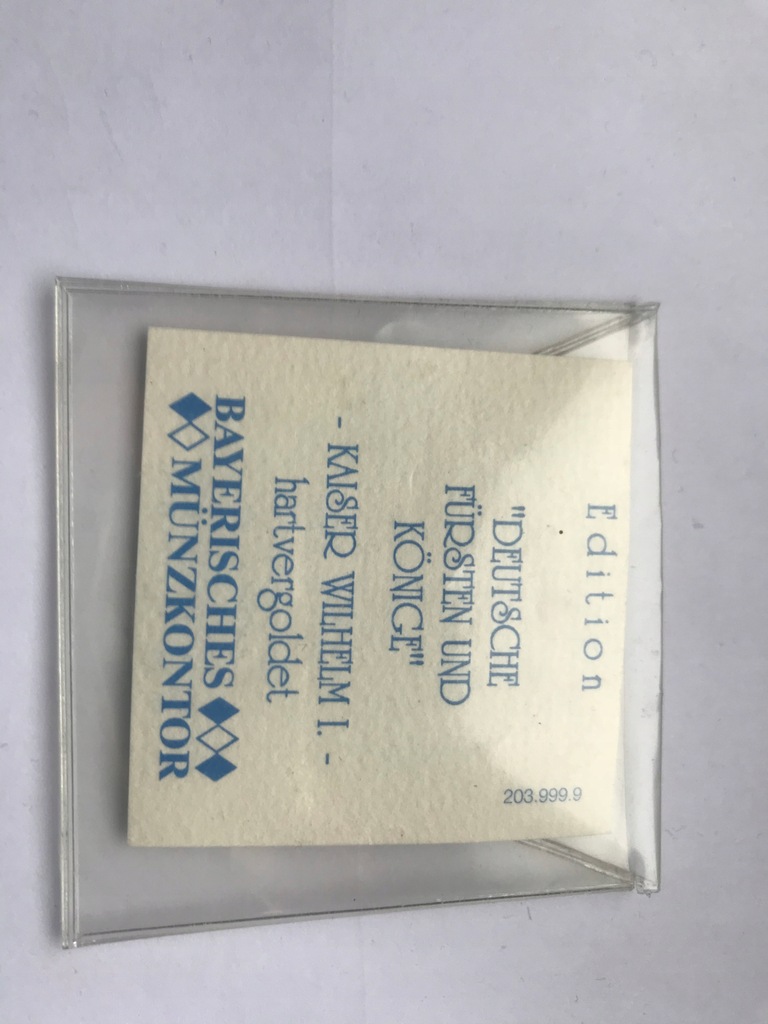 Edition
"DEUTSCHE
FÜRSTEN UND
KÖNIGE"
- KAISER WILHELM I. -
hartvergoldet
BAYERISCHES
MÜNZKONTOR
203.999.9